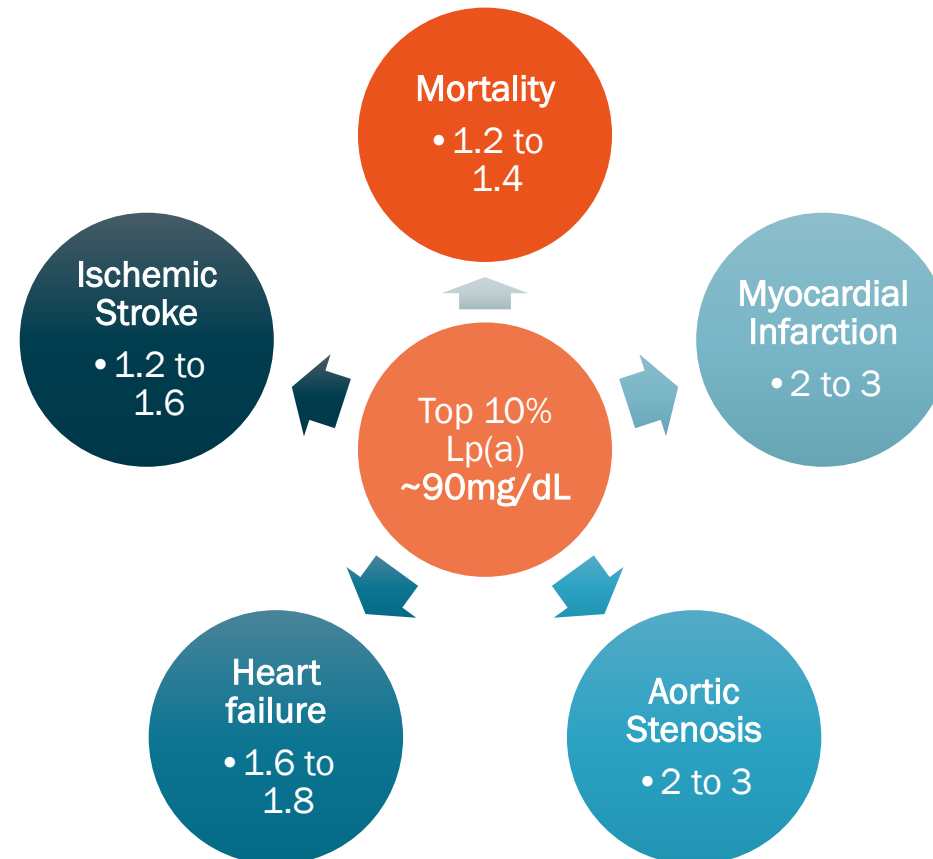 Mortality
• 1.2 to
1.4
Ischemic
Stroke
• 1.2 to
1.6
Myocardial
Infarction
• 2 to 3
Top 10%
Lp(a)
~90mg/dL
Heart
failure
• 1.6 to
1.8
Aortic
Stenosis
• 2 to 3